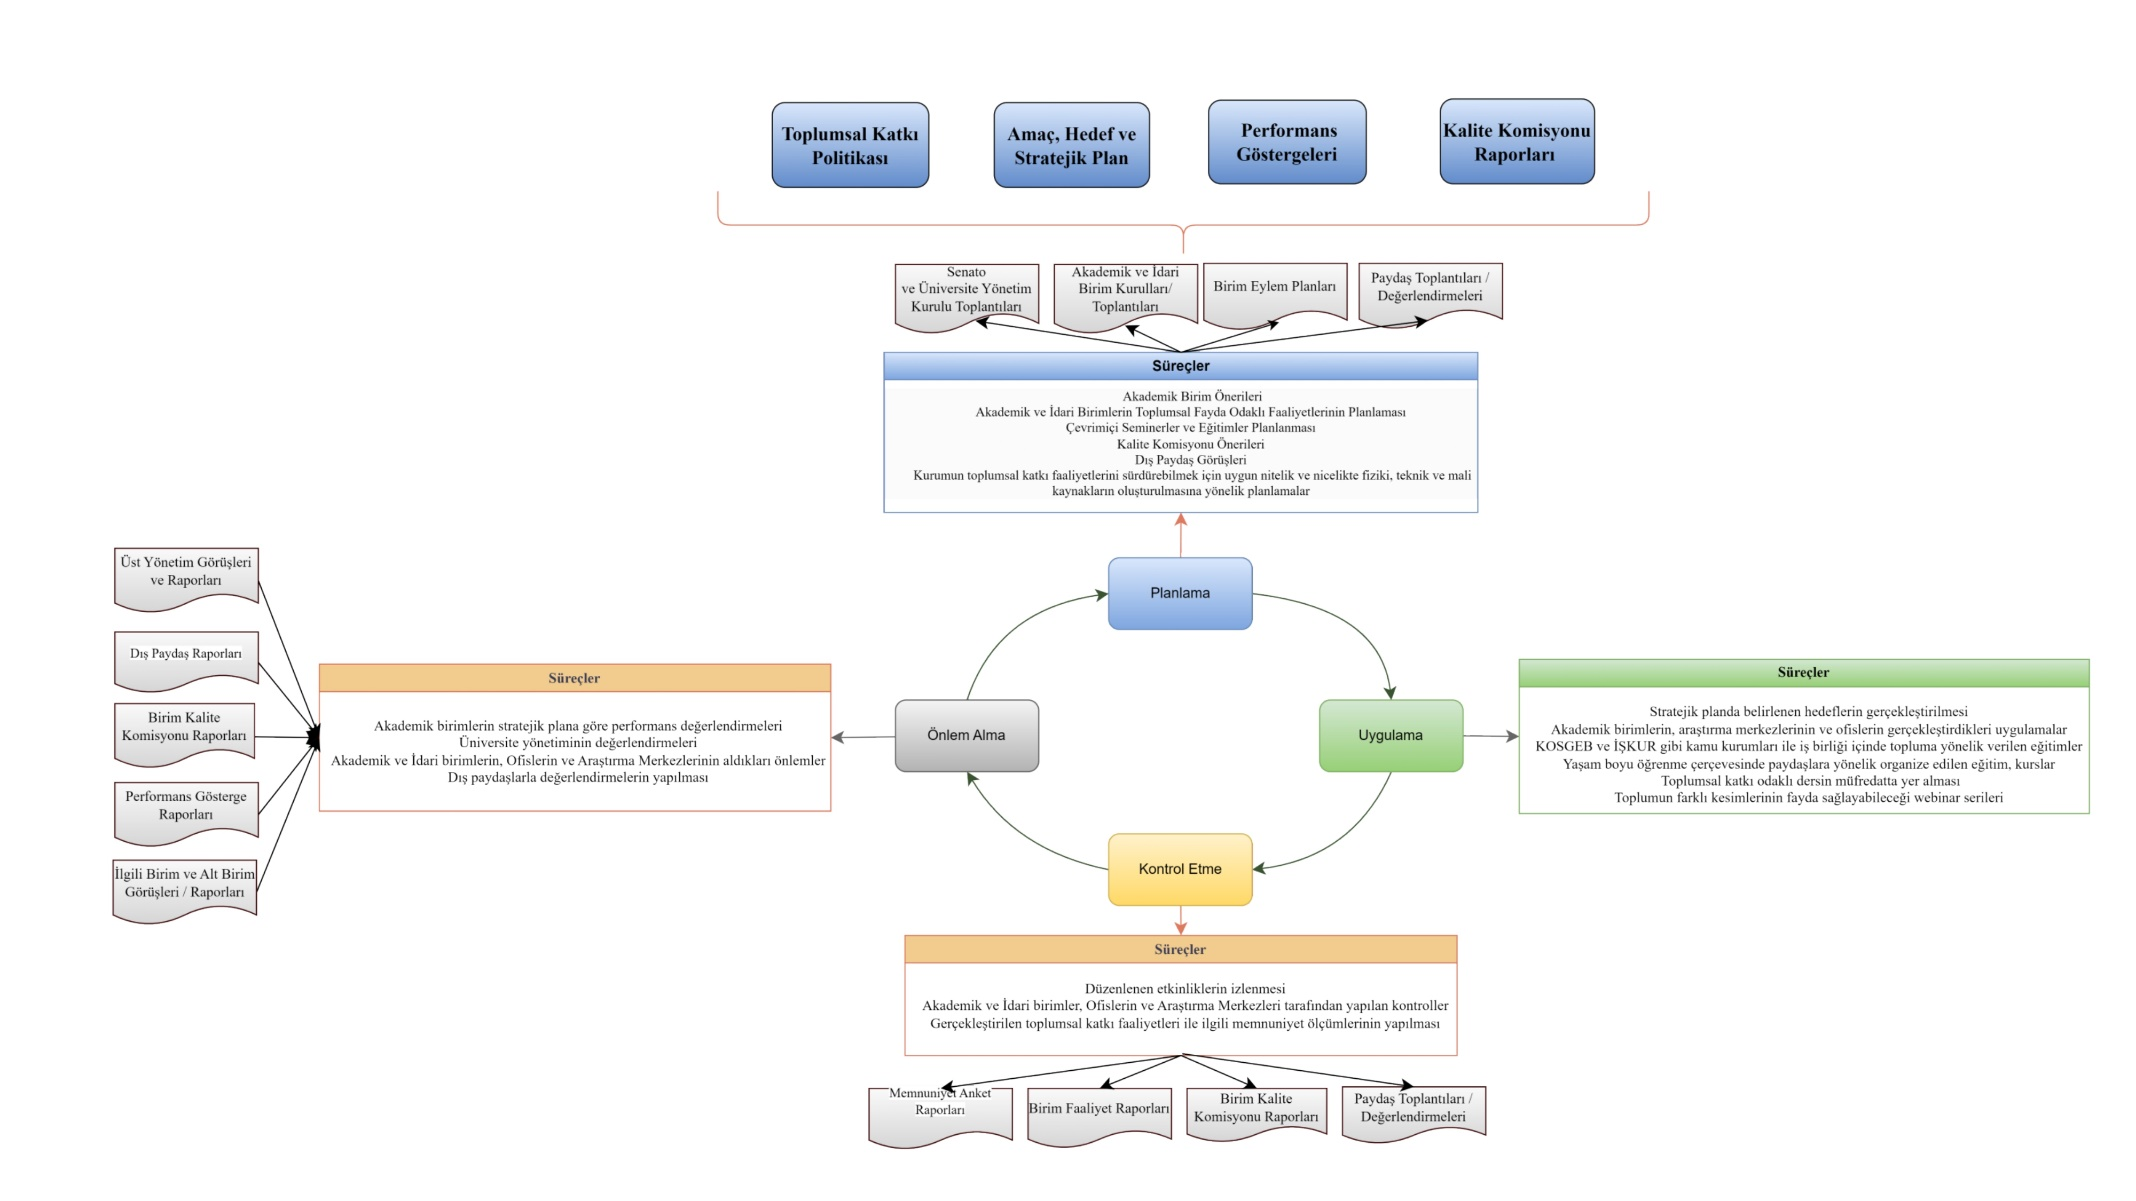 Toplumsal Katkı
Politikası
Amaç, Hedef ve
Stratejik Plan
Performans
Göstergeleri
Kalite Komisyonu
Raporları
Senato
ve Üniversite Yönetim
Kurulu Toplantıları
Akademik ve İdari
Birim Kurulları/
Toplantıları
Birim Eylem Planları
Paydaş Toplantıları /
Değerlendirmeleri
Süreçler
Akademik Birim Önerileri
Akademik ve İdari Birimlerin Toplumsal Fayda Odaklı Faaliyetlerinin Planlaması
Çevrimiçi Seminerler ve Eğitimler Planlanması
Kalite Komisyonu Önerileri
Dış Paydaş Görüşleri
Kurumun toplumsal katkı faaliyetlerini sürdürebilmek için uygun nitelik ve nicelikte fiziki, teknik ve mali
kaynakların oluşturulmasına yönelik planlamalar
Üst Yönetim Görüşleri
ve Raporları
Dış Paydaş Raporları
Birim Kalite
Komisyonu Raporları
Performans Gösterge
Raporları
İlgili Birim ve Alt Birim
Görüşleri / Raporları
Süreçler
Akademik birimlerin stratejik plana göre performans değerlendirmeleri
Üniversite yönetiminin değerlendirmeleri
Akademik ve İdari birimlerin, Ofislerin ve Araştırma Merkezlerinin aldıkları önlemler
Dış paydaşlarla değerlendirmelerin yapılması
Planlama
Önlem Alma
Uygulama
Kontrol Etme
Süreçler
Stratejik planda belirlenen hedeflerin gerçekleştirilmesi
Akademik birimlerin, araştırma merkezlerinin ve ofislerin gerçekleştirdikleri uygulamalar
KOSGEB ve İŞKUR gibi kamu kurumları ile iş birliği içinde topluma yönelik verilen eğitimler
Yaşam boyu öğrenme çerçevesinde paydaşlara yönelik organize edilen eğitim, kurslar
Toplumsal katkı odaklı dersin müfredatta yer alması
Toplumun farklı kesimlerinin fayda sağlayabileceği webinar serileri
Süreçler
Düzenlenen etkinliklerin izlenmesi
Akademik ve İdari birimler, Ofislerin ve Araştırma Merkezleri tarafından yapılan kontroller
Gerçekleştirilen toplumsal katkı faaliyetleri ile ilgili memnuniyet ölçümlerinin yapılması
Memnuniyet Anket
Raporları
Birim Faaliyet Raporları
Birim Kalite
Komisyonu Raporları
Paydaş Toplantıları /
Değerlendirmeleri